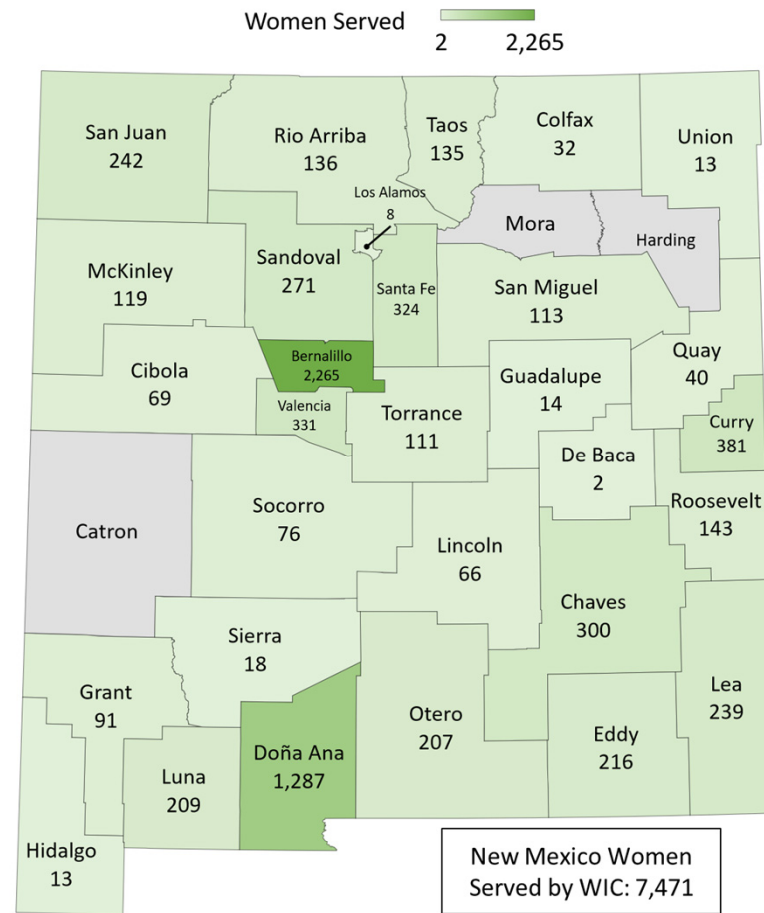 Women Served
2
2,265
San Juan
242
Rio Arriba
136
Taos
135
Colfax
32
Union
13
Los Alamos
8
Mora
Harding
McKinley
119
Sandoval
271
Santa Fe
324
San Miguel
113
Cibola
69
Bernalillo
2,265
Valencia
331
Torrance
111
Guadalupe
14
Quay
40
Curry
381
De Baca
2
Roosevelt
143
Catron
Socorro
76
Lincoln
66
Chaves
300
Sierra
18
Grant
91
Lea
239
Otero
207
Eddy
216
Doña Ana
1,287
Luna
209
Hidalgo
13
New Mexico Women
Served by WIC: 7,471